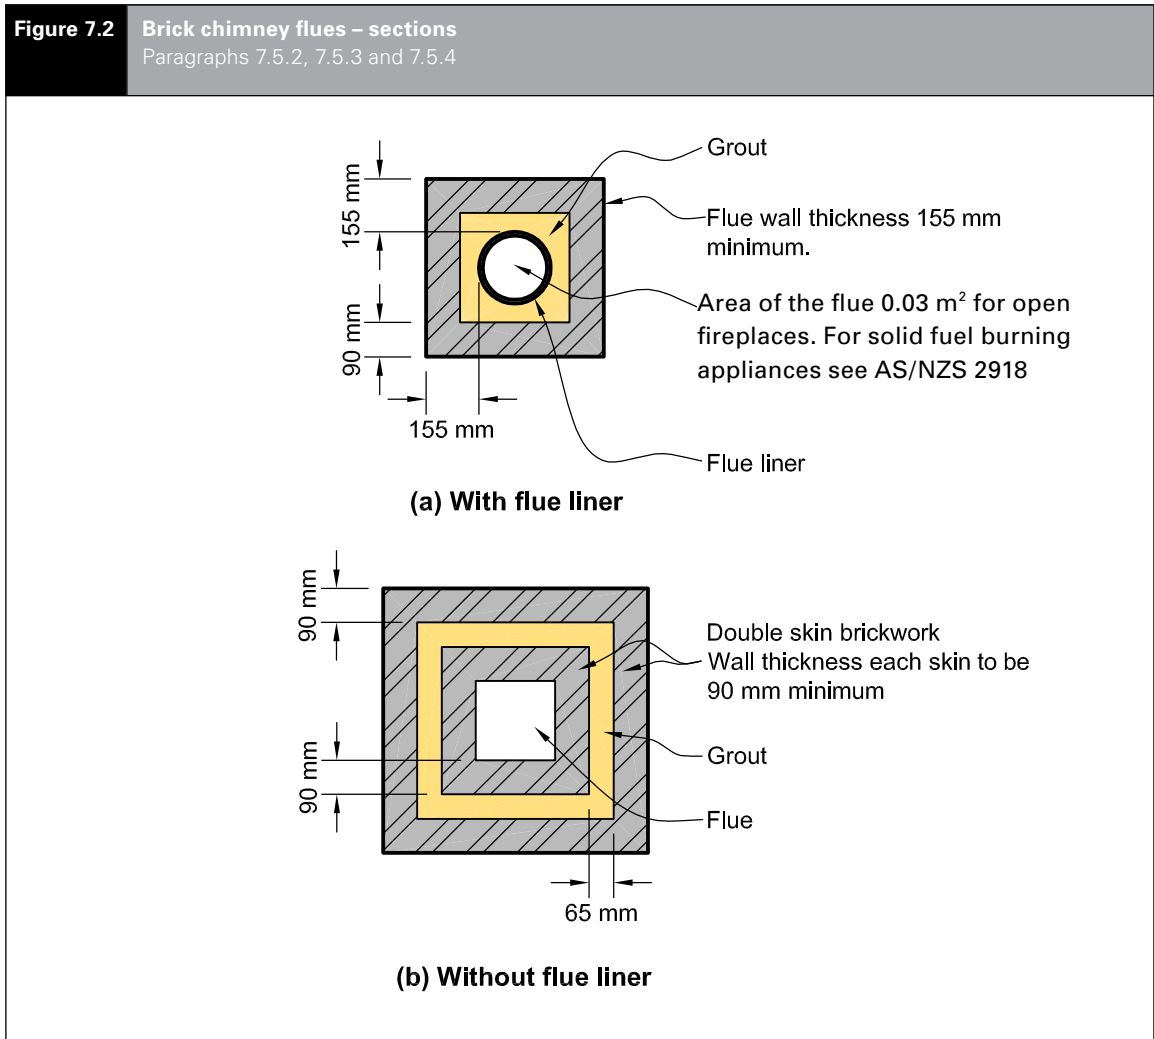 Figure 7.2
Brick chimney flues – sections
Paragraphs 7.5.2, 7.5.3 and 7.5.4
155 mm
90 mm
155 mm
Grout
Flue wall thickness 155 mm
minimum.
Area of the flue 0.03 m² for open
fireplaces. For solid fuel burning
appliances see AS/NZS 2918
Flue liner
(a) With flue liner
90 mm
90 mm
Double skin brickwork
Wall thickness each skin to be
90 mm minimum
Grout
Flue
65 mm
(b) Without flue liner